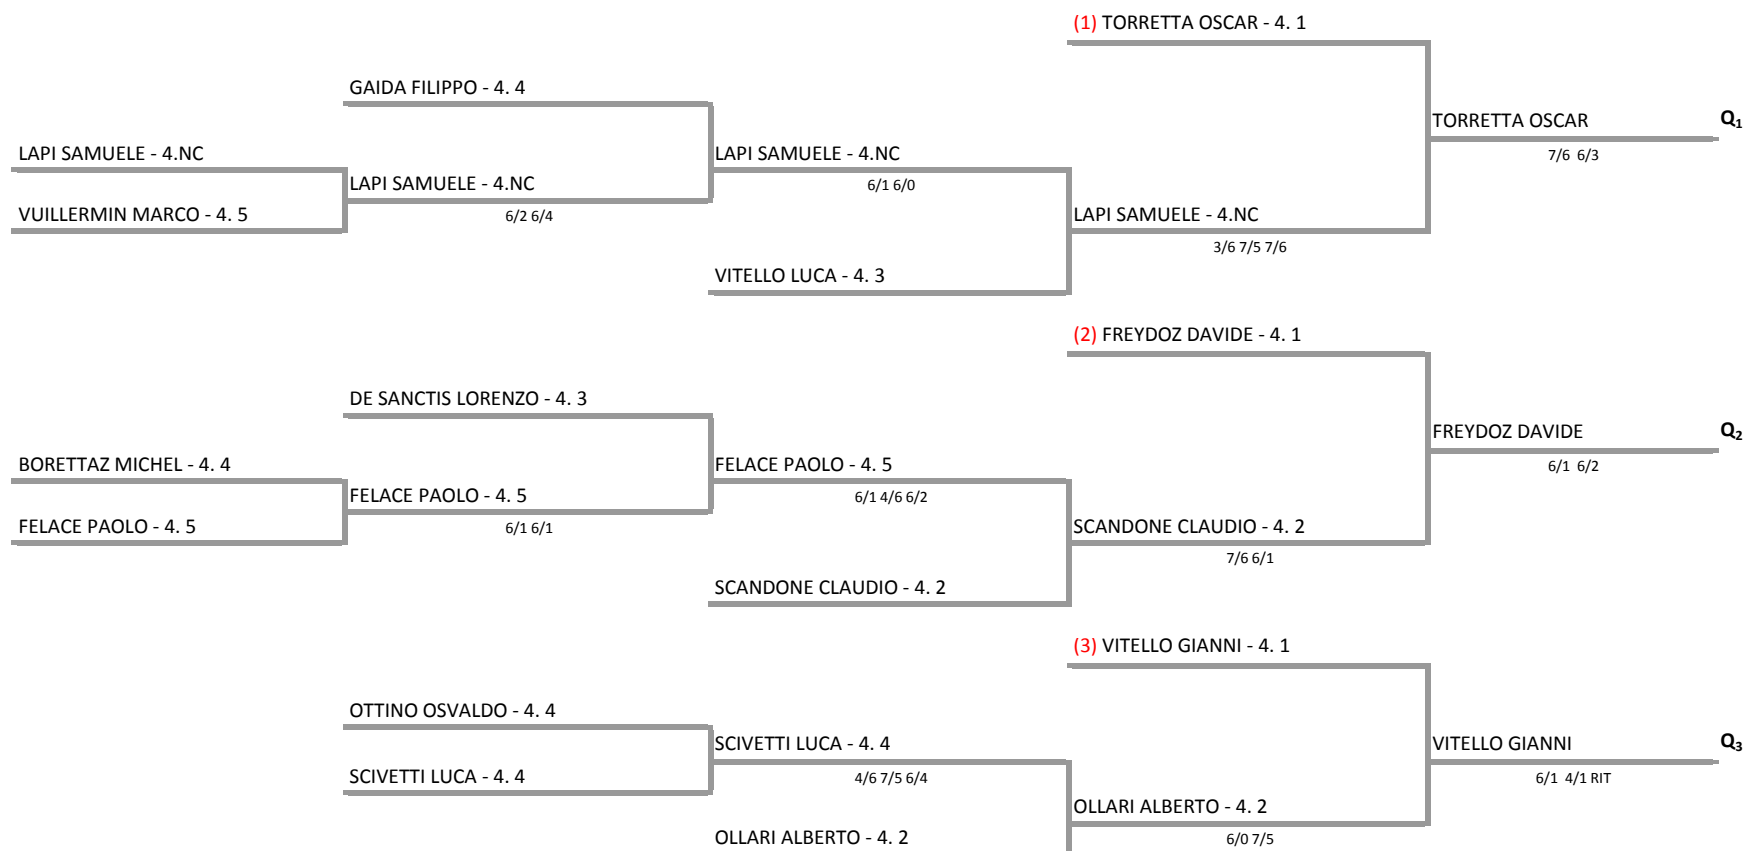 (1) TORRETTA OSCAR - 4. 1
GAIDA FILIPPO - 4. 4
TORRETTA OSCAR Q₁
LAPI SAMUELE - 4.NC LAPI SAMUELE - 4.NC 7/6 6/3
LAPI SAMUELE - 4.NC 6/1 6/0
VUILLERMIN MARCO - 4. 5 6/2 6/4 LAPI SAMUELE - 4.NC
3/6 7/5 7/6
VITELLO LUCA - 4. 3
(2) FREYDOZ DAVIDE - 4. 1
DE SANCTIS LORENZO - 4. 3
FREYDOZ DAVIDE Q₂
BORETTAZ MICHEL - 4. 4 FELACE PAOLO - 4. 5 6/1 6/2
FELACE PAOLO - 4. 5 6/1 4/6 6/2
FELACE PAOLO - 4. 5 6/1 6/1 SCANDONE CLAUDIO - 4. 2
7/6 6/1
SCANDONE CLAUDIO - 4. 2
(3) VITELLO GIANNI - 4. 1
OTTINO OSVALDO - 4. 4
SCIVETTI LUCA - 4. 4 VITELLO GIANNI Q₃
SCIVETTI LUCA - 4. 4 4/6 7/5 6/4 6/1 4/1 RIT
OLLARI ALBERTO - 4. 2
OLLARI ALBERTO - 4. 2 6/0 7/5